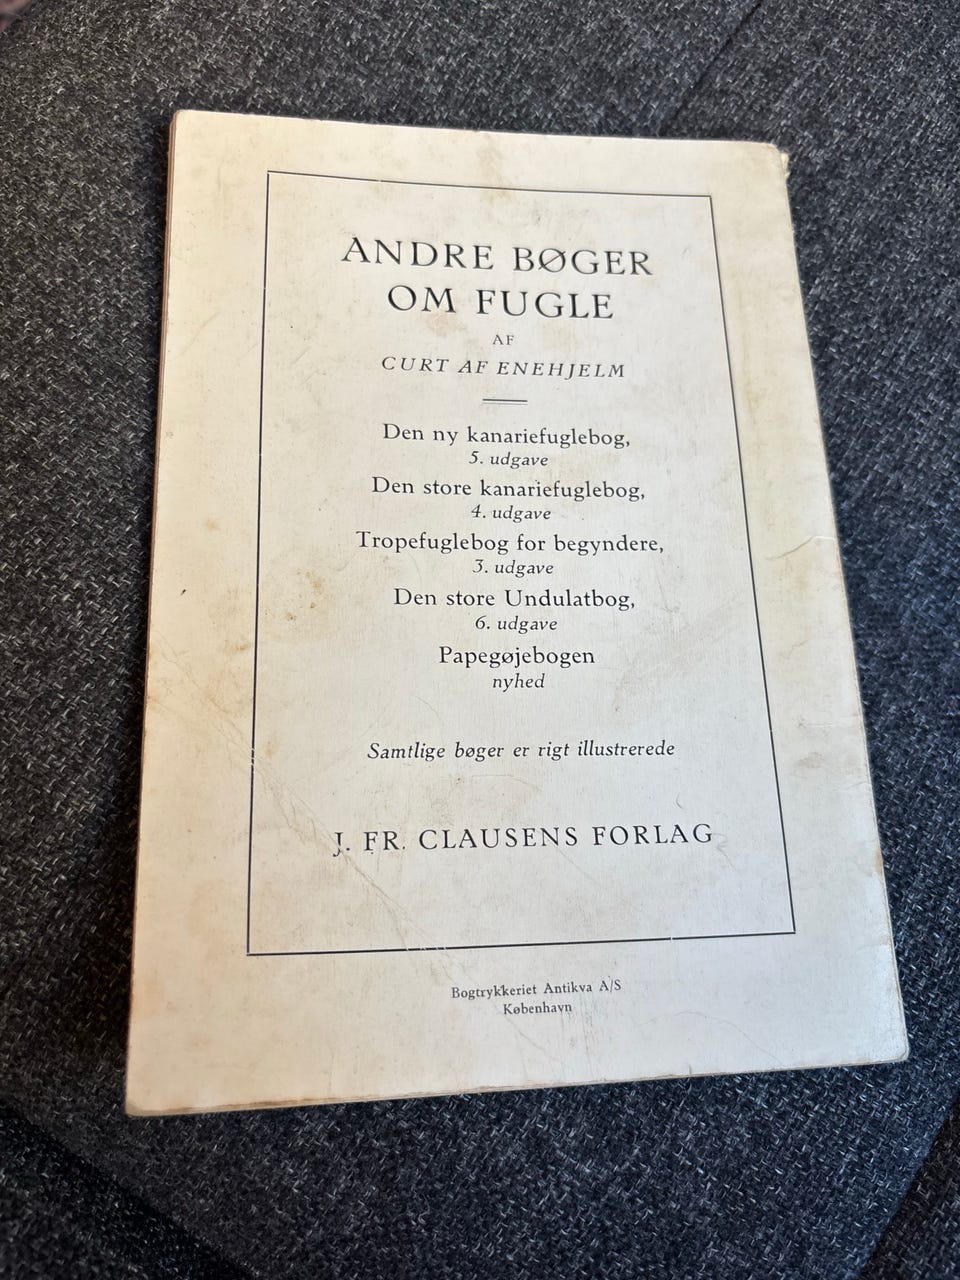 ANDRE BØGER
OM FUGLE
AF
CURT AF ENEHJELM
Den ny kanariefuglebog,
5. udgave
Den store kanariefuglebog,
4. udgave
Tropefuglebog for begyndere,
3. udgave
Den store Undulatbog,
6. udgave
Papegøjebogen
nyhed
Samtlige bøger er rigt illustrerede
J. FR. CLAUSENS FORLAG
Bogtrykkeriet Antikva A/S
København